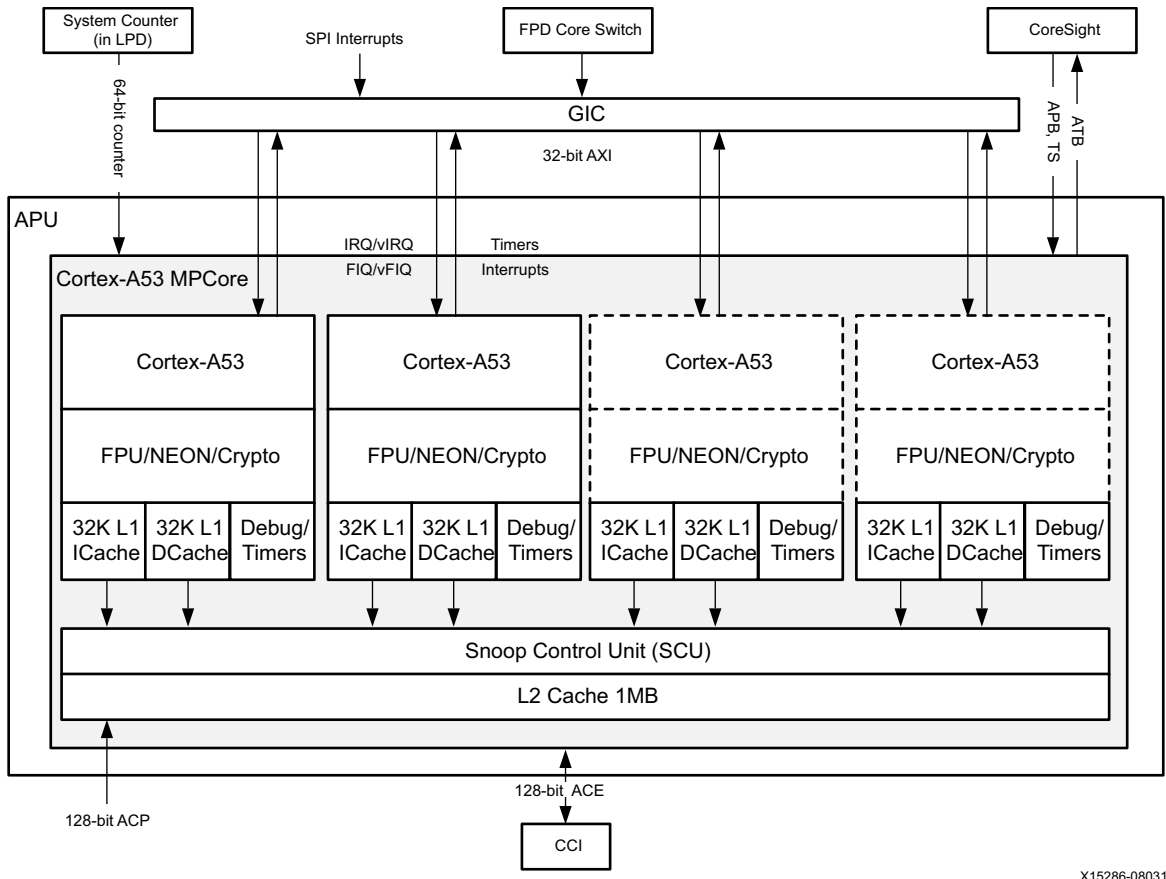 System Counter
(in LPD)
SPI Interrupts
FPD Core Switch
CoreSight
64-bit counter
GIC
APB, TS
ATB
32-bit AXI
APU
IRQ/vIRQ
Timers
FIQ/vFIQ
Interrupts
Cortex-A53 MPCore
Cortex-A53
Cortex-A53
Cortex-A53
Cortex-A53
FPU/NEON/Crypto
FPU/NEON/Crypto
FPU/NEON/Crypto
FPU/NEON/Crypto
32K L1
ICache
32K L1
DCache
Debug/
Timers
32K L1
ICache
32K L1
DCache
Debug/
Timers
32K L1
ICache
32K L1
DCache
Debug/
Timers
32K L1
ICache
32K L1
DCache
Debug/
Timers
Snoop Control Unit (SCU)
L2 Cache 1MB
128-bit ACE
128-bit ACP
CCI
X15286-08031